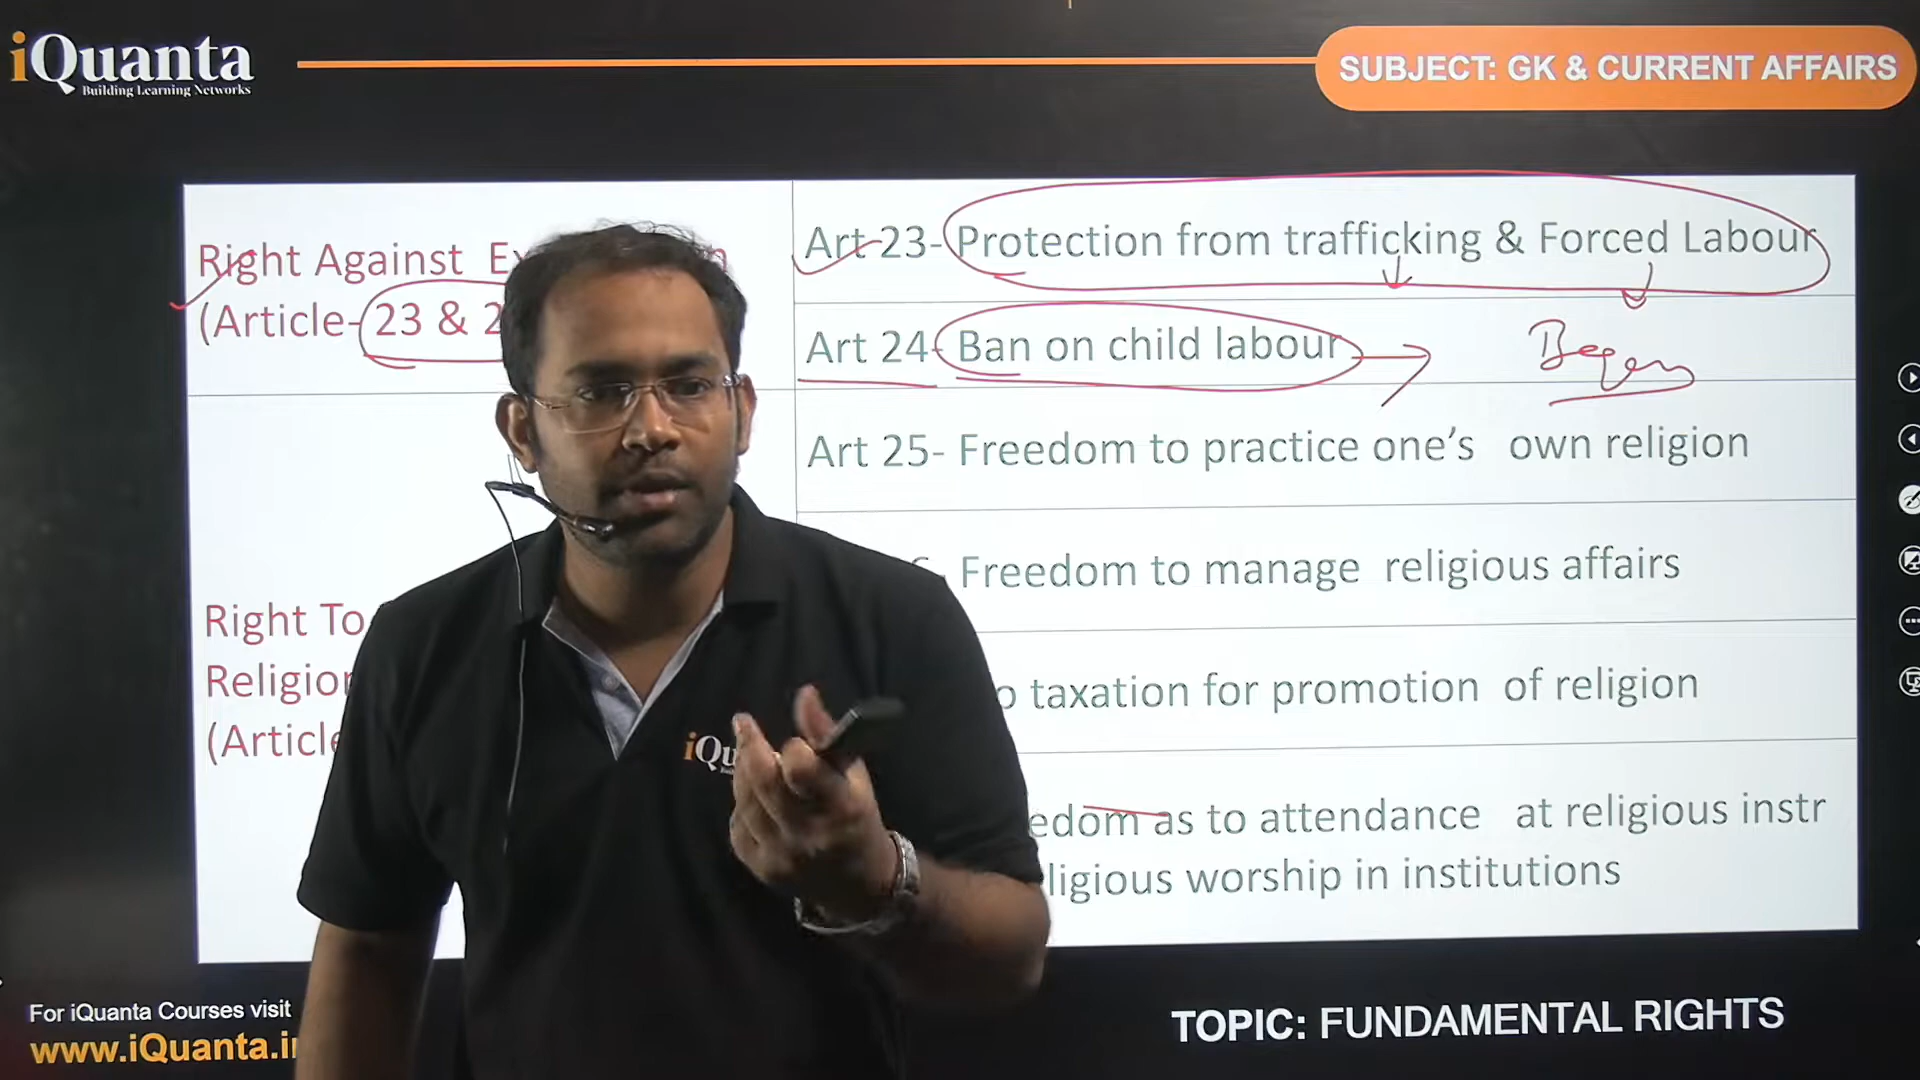 iQuanta
Building Learning Networks
SUBJECT: GK & CURRENT AFFAIRS
Right Against
(Article- 23 & 2
Art 23- Protection from trafficking & Forced Labour
Art 24- Ban on child labour
Begar
Art 25- Freedom to practice one's own religion
Freedom to manage religious affairs
Right To
Religion
(Article
o taxation for promotion of religion
edom as to attendance at religious instr
ligious worship in institutions
iQu
For iQuanta Courses visit
www.iQuanta.in
TOPIC: FUNDAMENTAL RIGHTS